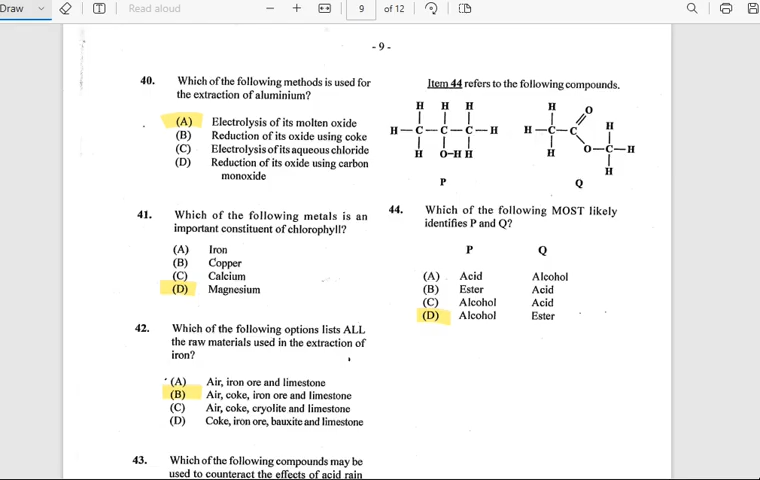 Draw
Read aloud
9
of 12
- 9 -
40. Which of the following methods is used for
the extraction of aluminium?
(A) Electrolysis of its molten oxide
(B) Reduction of its oxide using coke
(C) Electrolysis of its aqueous chloride
(D) Reduction of its oxide using carbon
monoxide
41. Which of the following metals is an
important constituent of chlorophyll?
(A) Iron
(B) Copper
(C) Calcium
(D) Magnesium
42. Which of the following options lists ALL
the raw materials used in the extraction of
iron?
(A) Air, iron ore and limestone
(B) Air, coke, iron ore and limestone
(C) Air, coke, cryolite and limestone
(D) Coke, iron ore, bauxite and limestone
43. Which of the following compounds may be
used to counteract the effects of acid rain
Item 44 refers to the following compounds.
H H H
H—C—C—C—H
H O–H H
P
H O
H—C—C H
H O—C—H
H
Q
44. Which of the following MOST likely
identifies P and Q?
P Q
(A) Acid Alcohol
(B) Ester Acid
(C) Alcohol Acid
(D) Alcohol Ester